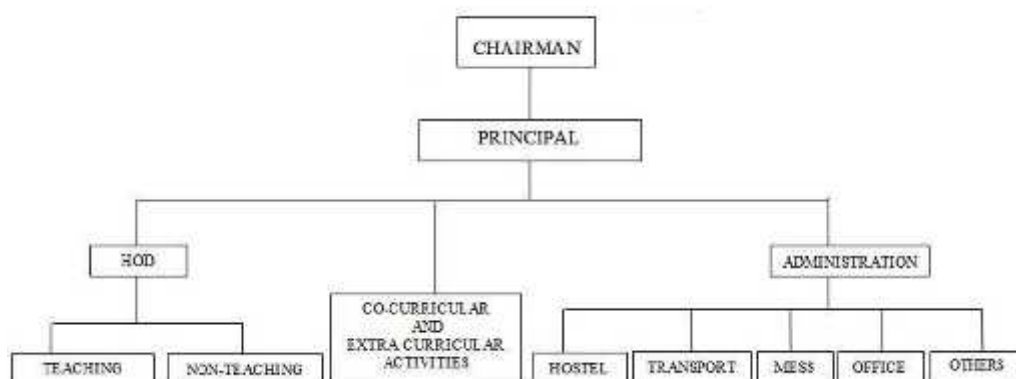 CHAIRMAN
PRINCIPAL
HOD
ADMINISTRATION
CO-CURRICULAR
AND
EXTRA CURRICULAR
ACTIVITIES
TEACHING
NON-TEACHING
HOSTEL
TRANSPORT
MESS
OFFICE
OTHERS